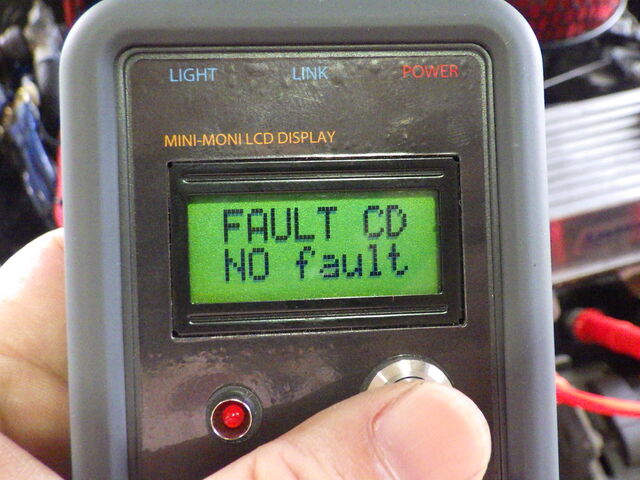 LIGHT LINK POWER
MINI-MONI LCD DISPLAY
FAULT CD
NO fault